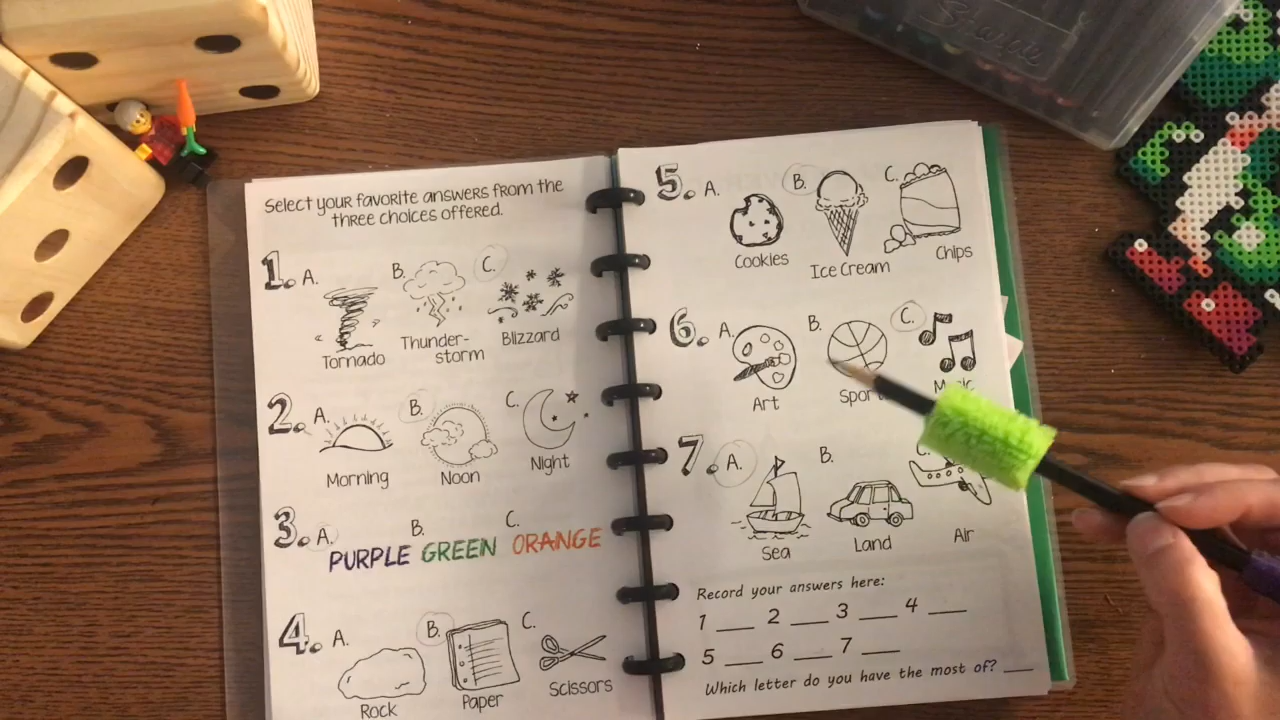 Select your favorite answers from the
three choices offered.
1. A. B. C.
Tornado Thunder-
storm Blizzard
2. A. B. C.
Morning Noon Night
3. A. B. C.
PURPLE GREEN ORANGE
4. A. B. C.
Rock Paper Scissors
5. A. B. C.
Cookies Ice Cream Chips
6. A. B. C.
Art
7. A. B. C.
Sea Land Air
Record your answers here:
1 ___ 2 ___ 3 ___ 4 ___
5 ___ 6 ___ 7 ___
Which letter do you have the most of? ___